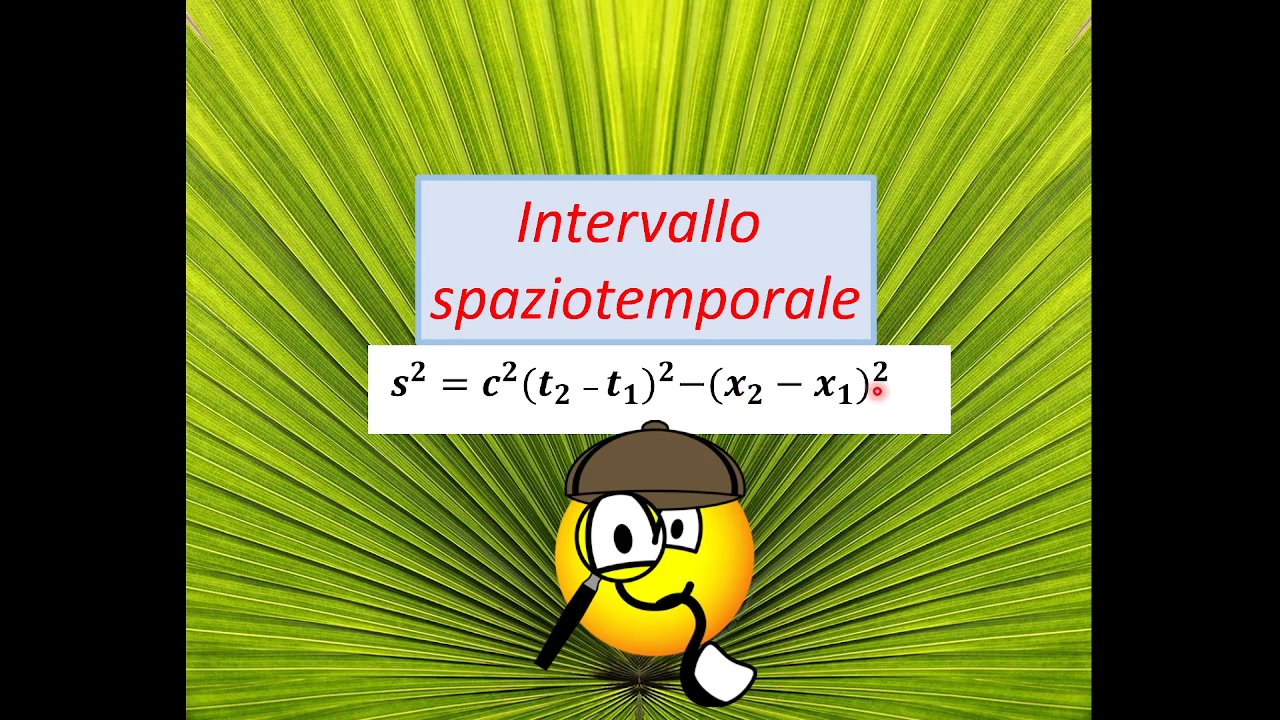 Intervallo
spaziotemporale
s² = c²(t₂ – t₁)²−(x₂ − x₁)²